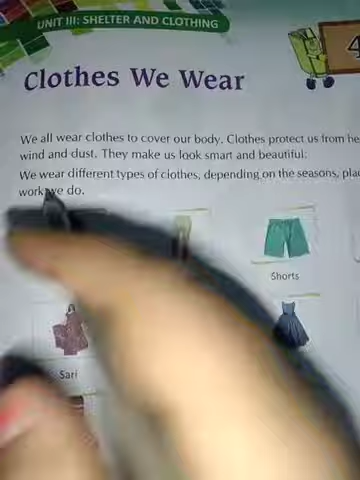 UNIT III: SHELTER AND CLOTHING
4
Clothes We Wear
We all wear clothes to cover our body. Clothes protect us from he
wind and dust. They make us look smart and beautiful.
We wear different types of clothes, depending on the seasons, pla
work we do.
Shorts
Sari